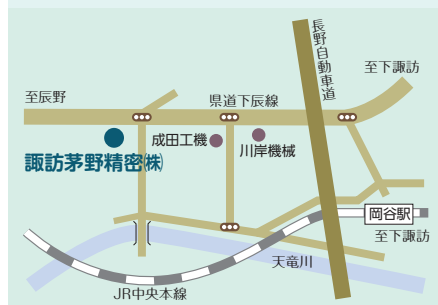 長野自動車道
至下諏訪
至辰野
県道下辰線
成田工機
川岸機械
諏訪茅野精密㈱
岡谷駅
至下諏訪
天竜川
JR中央本線